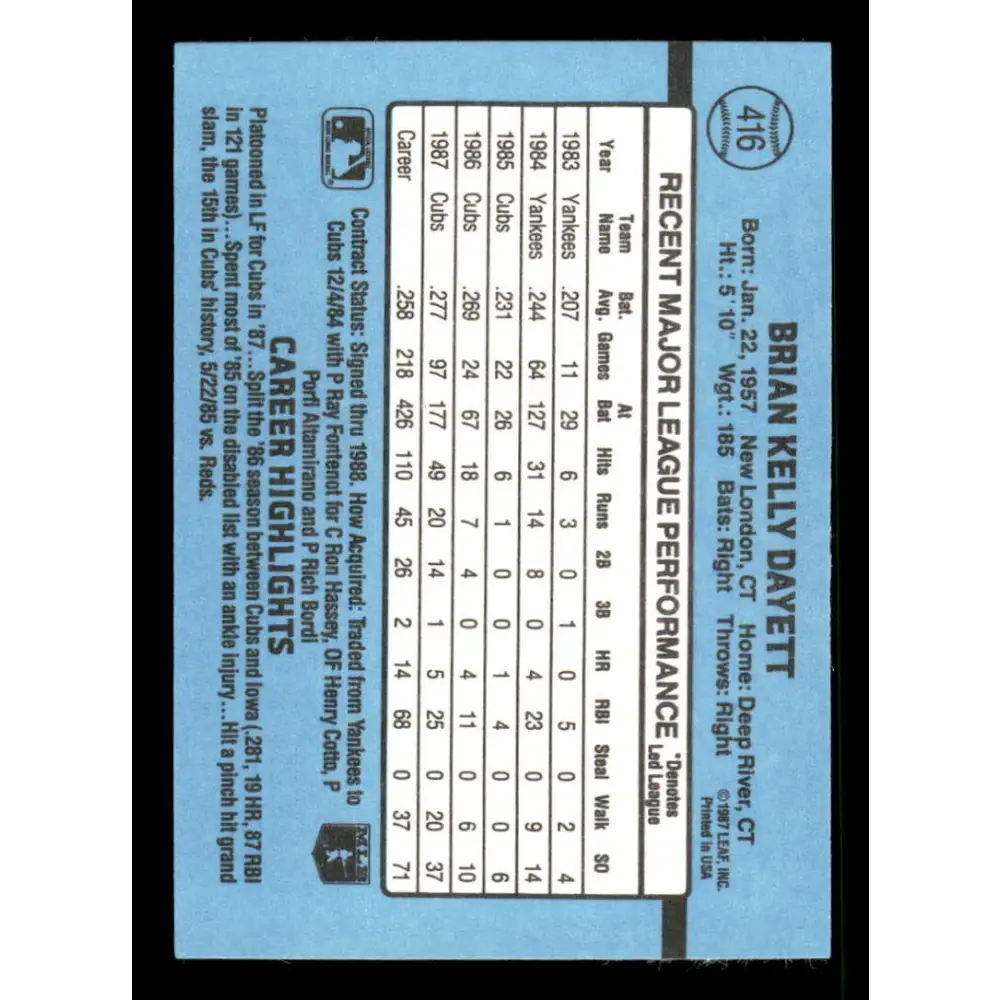 416
BRIAN KELLY DAYETT
Born: Jan. 22, 1957 New London, CT Home: Deep River, CT
Ht.: 5'10" Wgt.: 185 Bats: Right Throws: Right
©1987 LEAF, INC.
Printed in USA
RECENT MAJOR LEAGUE PERFORMANCE *Denotes Led League
Year Team Name Bat. Avg. Games At Bat Hits Runs 2B 3B HR RBI Steal Walk SO
1983 Yankees .207 11 29 6 3 0 1 0 5 0 2 4
1984 Yankees .244 64 127 31 14 8 0 4 23 0 9 14
1985 Cubs .231 22 26 6 1 0 0 1 4 0 0 6
1986 Cubs .269 24 67 18 7 4 0 4 11 0 6 10
1987 Cubs .277 97 177 49 20 14 1 5 25 0 20 37
Career .258 218 426 110 45 26 2 14 68 0 37 71
Contract Status: Signed thru 1988. How Acquired: Traded from Yankees to
Cubs 12/4/84 with P Ray Fontenot for C Ron Hassey, OF Henry Cotto, P
Porfi Altamirano and P Rich Bordi
MLB
CAREER HIGHLIGHTS
Platooned in LF for Cubs in '87...Split the '86 season between Cubs and Iowa (.281, 19 HR, 87 RBI
in 121 games)...Spent most of '85 on the disabled list with an ankle injury...Hit a pinch hit grand
slam, the 15th in Cubs' history, 5/22/85 vs. Reds.